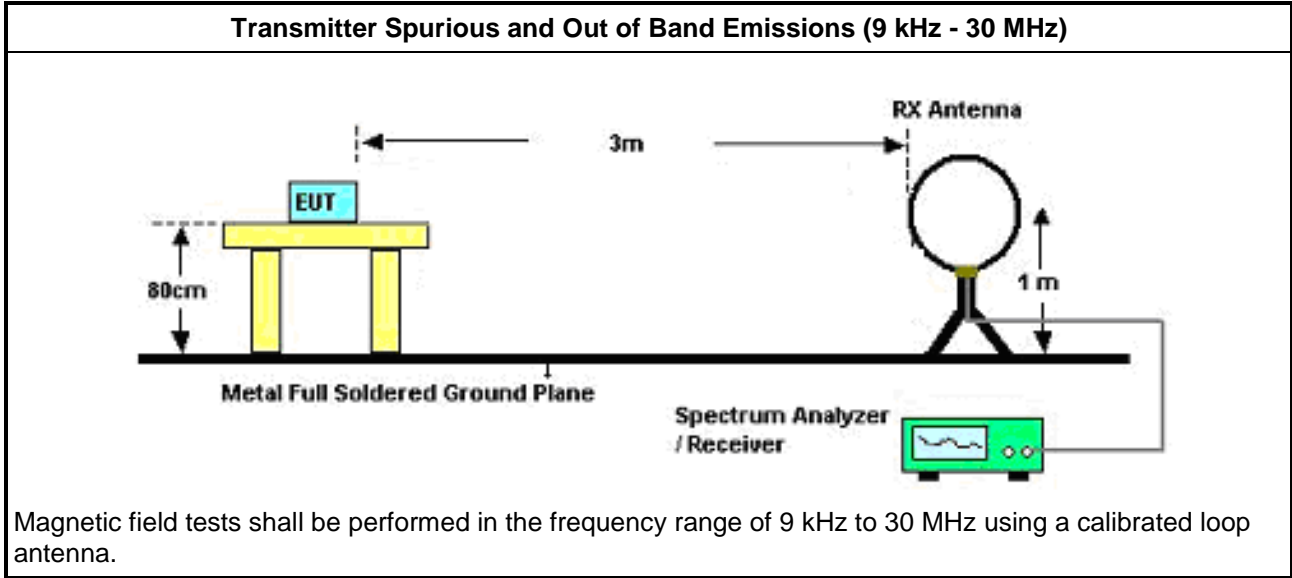 Transmitter Spurious and Out of Band Emissions (9 kHz - 30 MHz)
RX Antenna
3m
EUT
80cm
1 m
Metal Full Soldered Ground Plane
Spectrum Analyzer
/ Receiver
Magnetic field tests shall be performed in the frequency range of 9 kHz to 30 MHz using a calibrated loop
antenna.